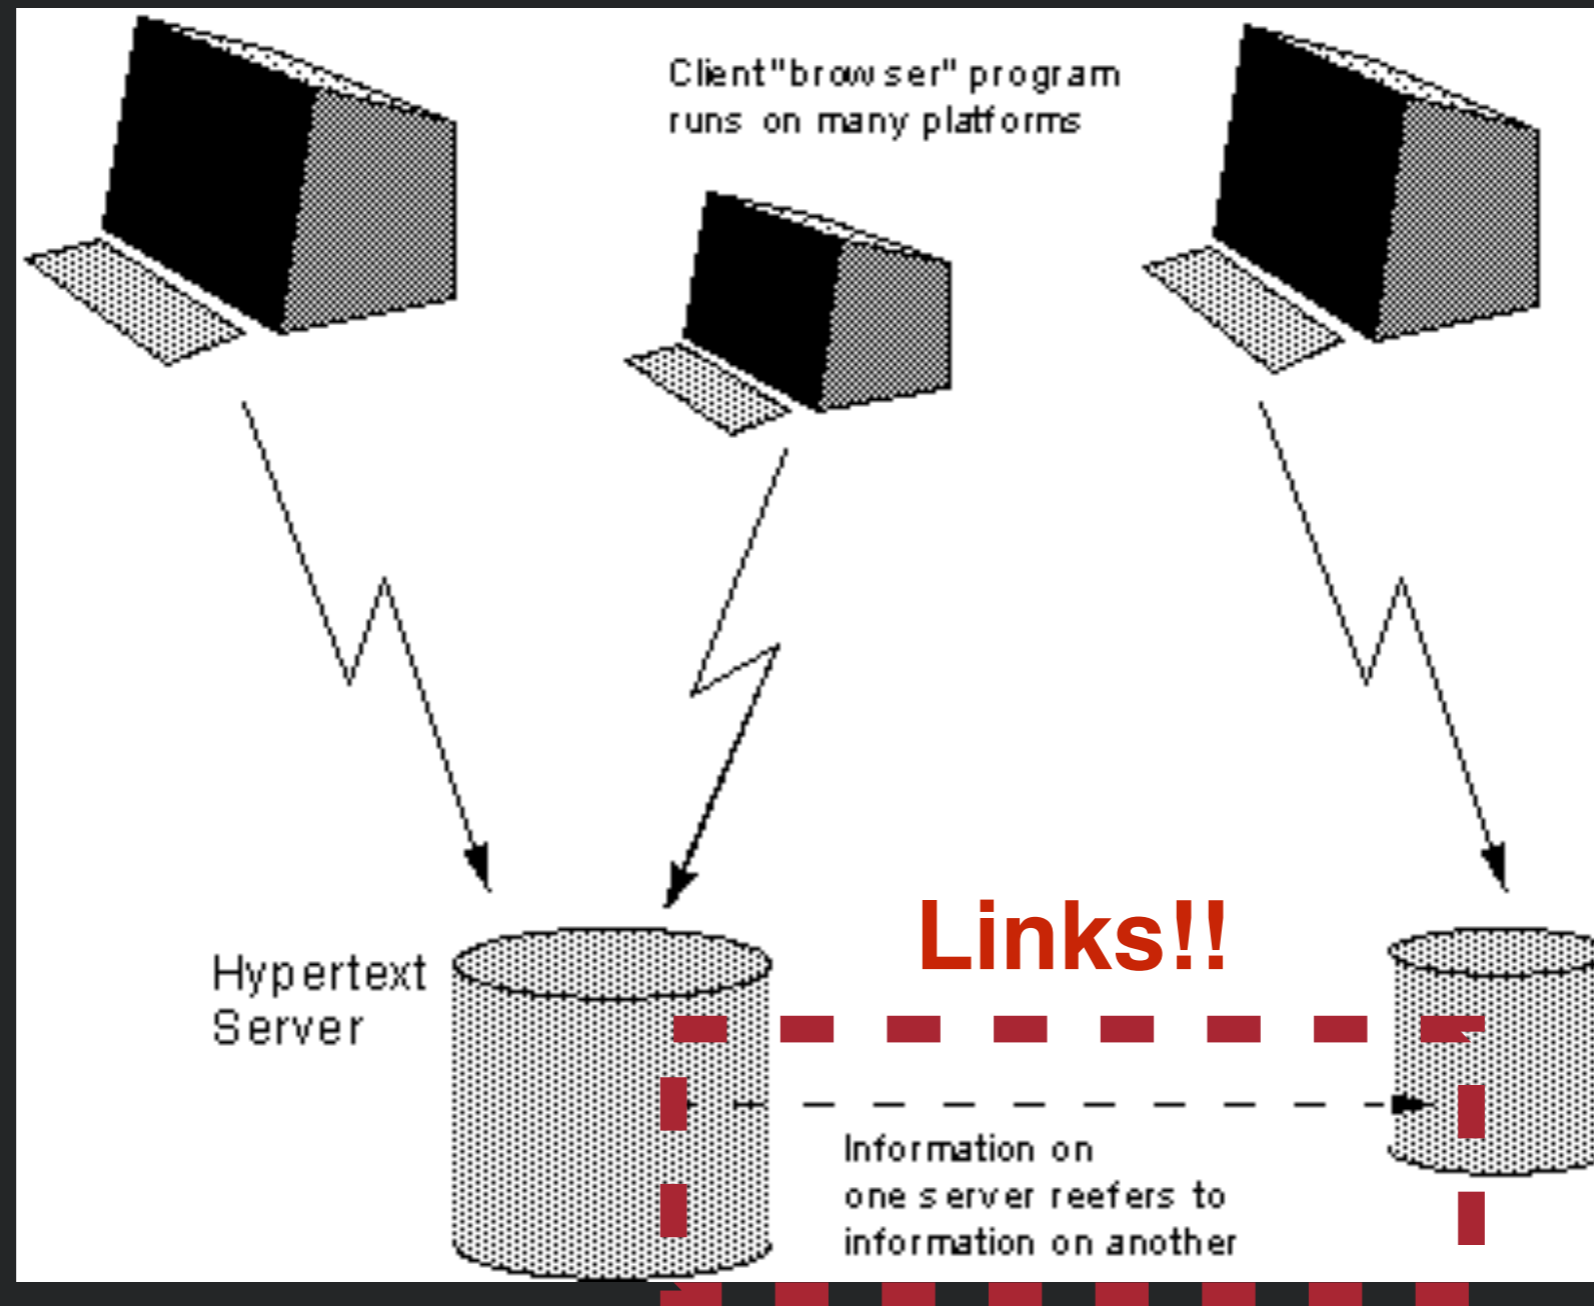 Client "browser" program
runs on many platforms
Links!!
Hypertext
Server
Information on
one server reefers to
information on another